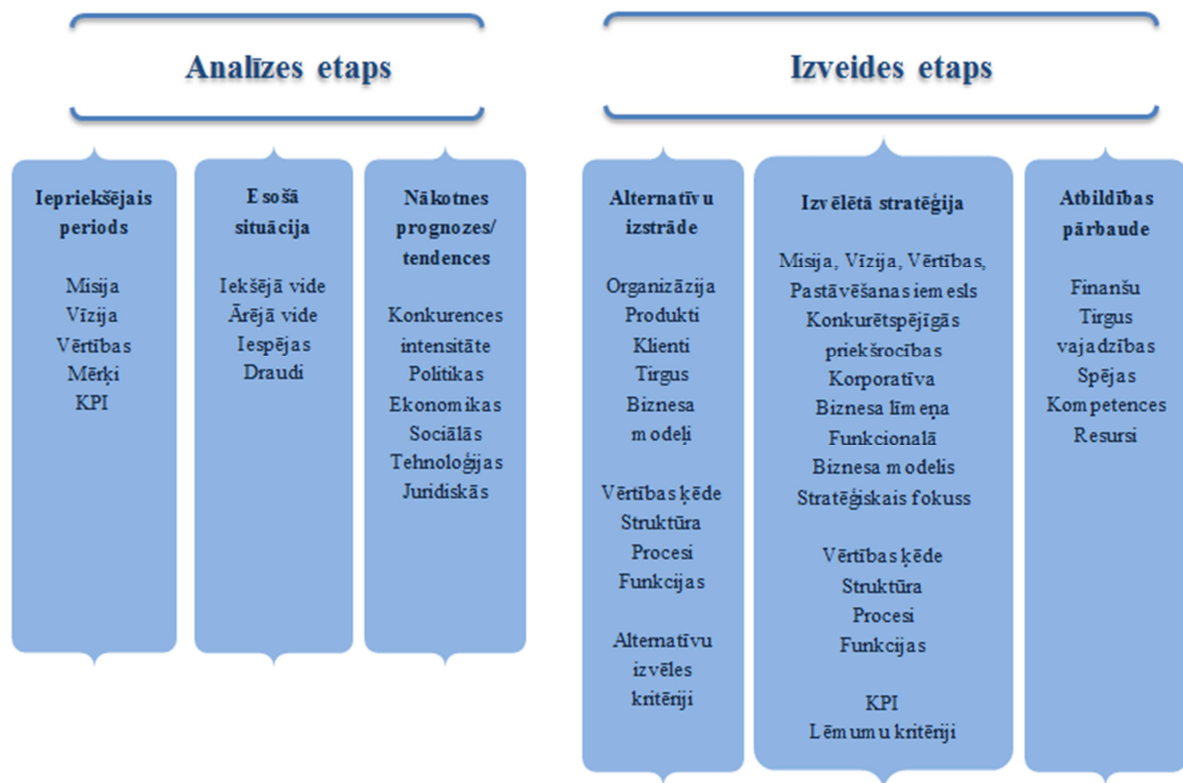 Analīzes etaps
Iepriekšējais
periods
Misija
Vīzija
Vērtības
Mērķi
KPI
Esošā
situācija
Iekšējā vide
Ārējā vide
Iespējas
Draudi
Nākotnes
prognozes/
tendences
Konkurences
intensitāte
Politikas
Ekonomikas
Sociālās
Tehnoloģijas
Juridiskās
Izveides etaps
Alternatīvu
izstrāde
Organizāzija
Produkti
Klienti
Tirgus
Biznesa
modeļi
Vērtības ķēde
Struktūra
Procesi
Funkcijas
Alternatīvu
izvēles
kritēriji
Izvēlētā stratēģija
Misija, Vīzija, Vērtības,
Pastāvēšanas iemesls
Konkurētspējīgās
priekšrocības
Korporatīva
Biznesa līmeņa
Funkcionalā
Biznesa modelis
Stratēģiskais fokuss
Vērtības ķēde
Struktūra
Procesi
Funkcijas
KPI
Lēmumu kritēriji
Atbildības
pārbaude
Finanšu
Tirgus
vajadzības
Spējas
Kompetences
Resursi